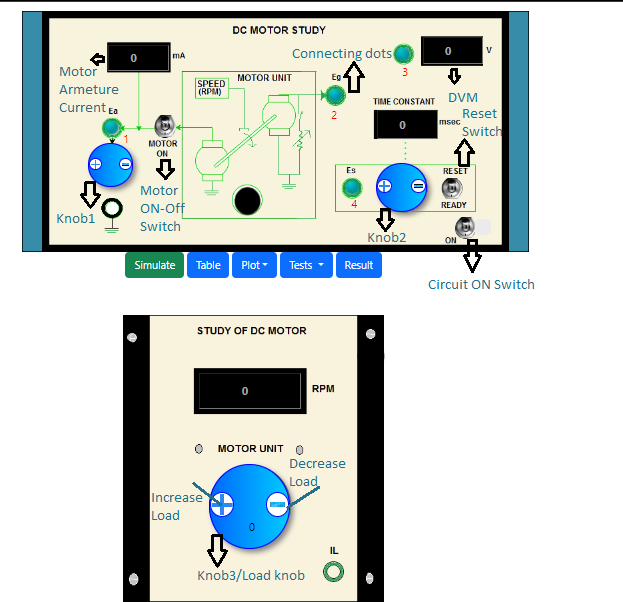 DC MOTOR STUDY
0
mA
Motor
Armeture
Current
Ea
1
MOTOR
ON
Motor
ON-Off
Switch
Knob1
SPEED
(RPM)
MOTOR UNIT
Connecting dots
Eg
2
3
0
V
DVM
TIME CONSTANT
0
msec
Reset
Switch
Es
4
RESET
READY
Knob2
ON
Circuit ON Switch
Simulate
Table
Plot
Tests
Result
STUDY OF DC MOTOR
0
RPM
MOTOR UNIT
Decrease
Load
Increase
Load
0
Knob3/Load knob
IL